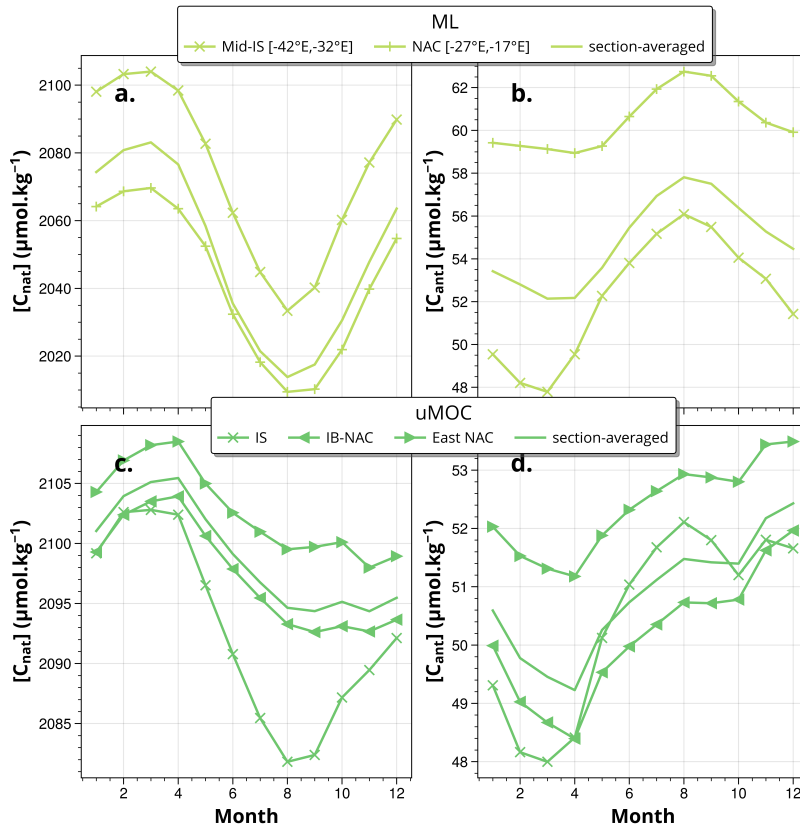 ML
Mid-IS [-42°E,-32°E] NAC [-27°E,-17°E] section-averaged
a.
b.
2100
2080
2060
2040
2020
[Cnat] (µmol.kg⁻¹)
62
60
58
56
54
52
50
48
[Cant] (µmol.kg⁻¹)
uMOC
IS IB-NAC East NAC section-averaged
c.
d.
2105
2100
2095
2090
2085
[Cnat] (µmol.kg⁻¹)
53
52
51
50
49
48
[Cant] (µmol.kg⁻¹)
2 4 6 8 10 12
2 4 6 8 10 12
Month
Month